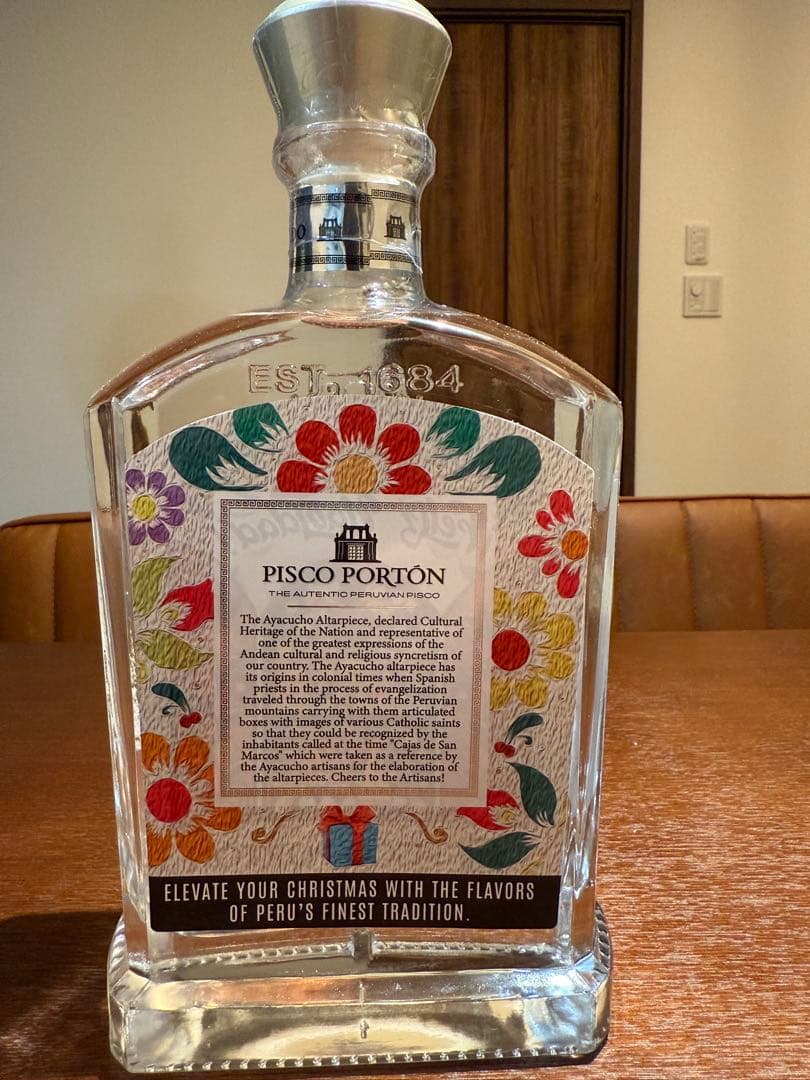 EST. 1684
PISCO PORTÓN
THE AUTENTIC PERUVIAN PISCO
The Ayacucho Altarpiece, declared Cultural
Heritage of the Nation and representative of
one of the greatest expressions of the
Andean cultural and religious syncretism of
our country. The Ayacucho altarpiece has
its origins in colonial times when Spanish
priests in the process of evangelization
traveled through the towns of the Peruvian
mountains carrying with them articulated
boxes with images of various Catholic saints
so that they could be recognized by the
inhabitants called at the time "Cajas de San
Marcos" which were taken as a reference by
the Ayacucho artisans for the elaboration of
the altarpieces. Cheers to the Artisans!
ELEVATE YOUR CHRISTMAS WITH THE FLAVORS
OF PERU'S FINEST TRADITION.